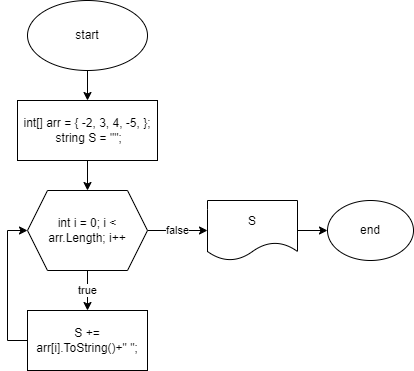 start
int[] arr = { -2, 3, 4, -5, };
string S = "";
int i = 0; i <
arr.Length; i++
false
S
end
true
S +=
arr[i].ToString()+" ";